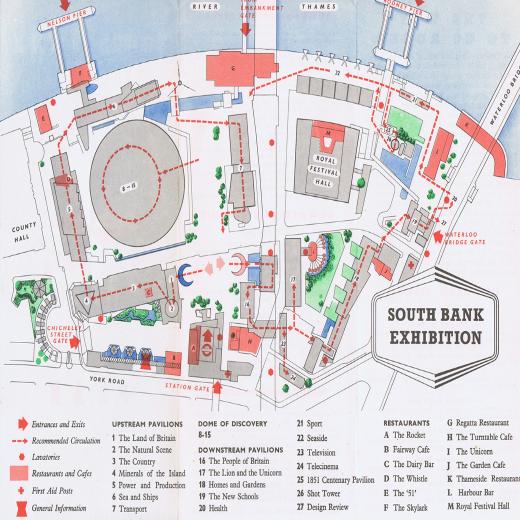 NELSON PIER
RIVER
THAMES
EMBANKMENT
GATE
RODNEY PIER
WATERLOO BRIDGE
F
G
E
K
22
M
ROYAL
FESTIVAL
HALL
8-15
7
5
COUNTY
HALL
WATERLOO
BRIDGE GATE
CHICHELEY
STREET
GATE
SOUTH BANK
EXHIBITION
YORK ROAD
STATION GATE
Entrances and Exits
Recommended Circulation
Lavatories
Restaurants and Cafes
First Aid Posts
General Information
UPSTREAM PAVILIONS
1 The Land of Britain
2 The Natural Scene
3 The Country
4 Minerals of the Island
5 Power and Production
6 Sea and Ships
7 Transport
DOME OF DISCOVERY
8-15
DOWNSTREAM PAVILIONS
16 The People of Britain
17 The Lion and the Unicorn
18 Homes and Gardens
19 The New Schools
20 Health
21 Sport
22 Seaside
23 Television
24 Telecinema
25 1851 Centenary Pavilion
26 Shot Tower
27 Design Review
RESTAURANTS
A The Rocket
B Fairway Cafe
C The Dairy Bar
D The Whistle
E The '51'
F The Skylark
G Regatta Restaurant
H The Turntable Cafe
I The Unicorn
J The Garden Cafe
K Thameside Restaurant
L Harbour Bar
M Royal Festival Hall